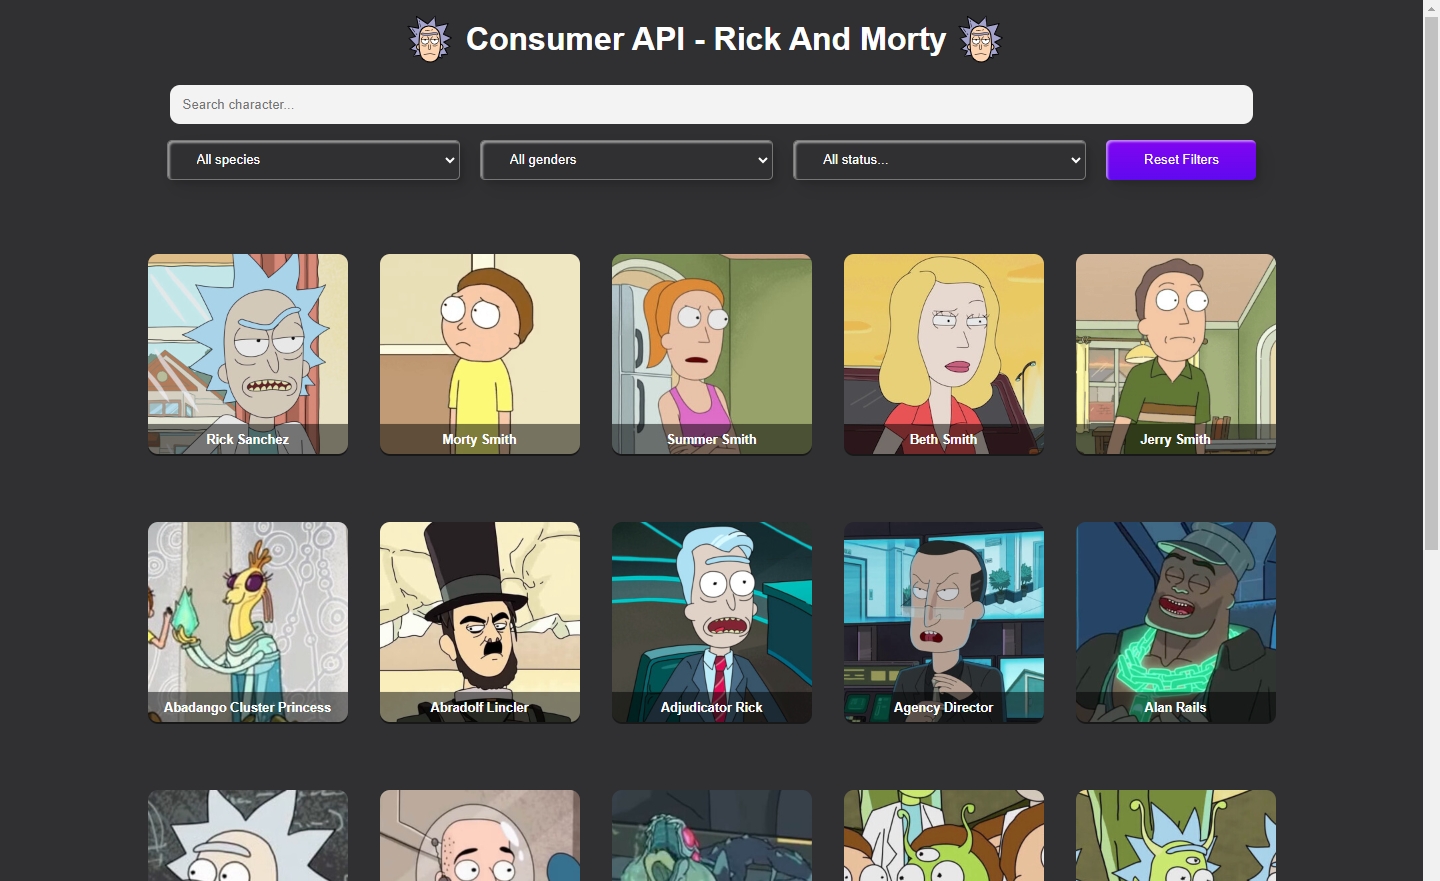 Consumer API - Rick And Morty
Search character...
All species
All genders
All status...
Reset Filters
Rick Sanchez
Morty Smith
Summer Smith
Beth Smith
Jerry Smith
Abadango Cluster Princess
Abradolf Lincler
Adjudicator Rick
Agency Director
Alan Rails